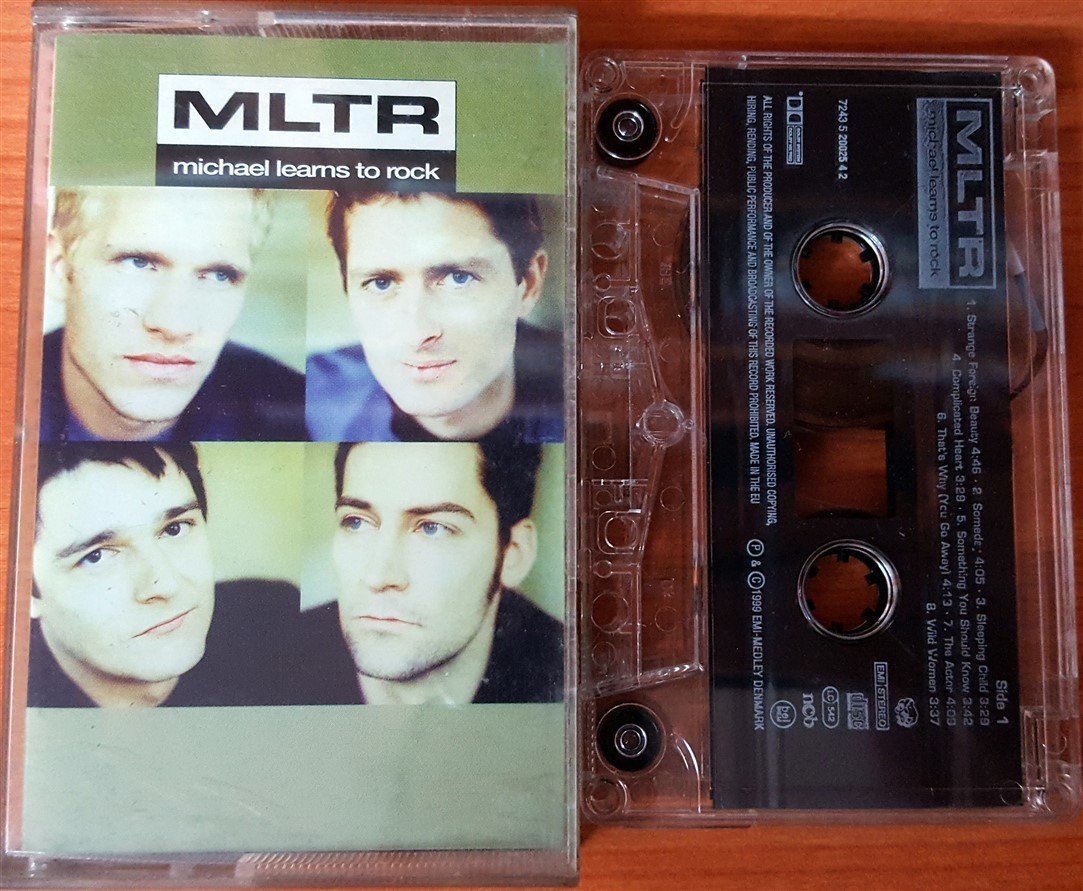 MLTR
michael learns to rock
MLTR
michael learns to rock
Side 1
1. Strange Foreign Beauty 4:46 · 2. Someday 4:05 · 3. Sleeping Child 3:29
4. Complicated Heart 3:29 · 5. Something You Should Know 3:42
6. That's Why (You Go Away) 4:13 · 7. The Actor 4:09
8. Wild Women 3:37
7243 5 20025 4 2
ALL RIGHTS OF THE PRODUCER AND OF THE OWNER OF THE RECORDED WORK RESERVED. UNAUTHORISED COPYING,
HIRING, RENDING, PUBLIC PERFORMANCE AND BROADCASTING OF THIS RECORD PROHIBITED. MADE IN THE EU
Ⓟ & © 1999 EMI-MEDLEY DENMARK
EMI STEREO
LC 542
ncb